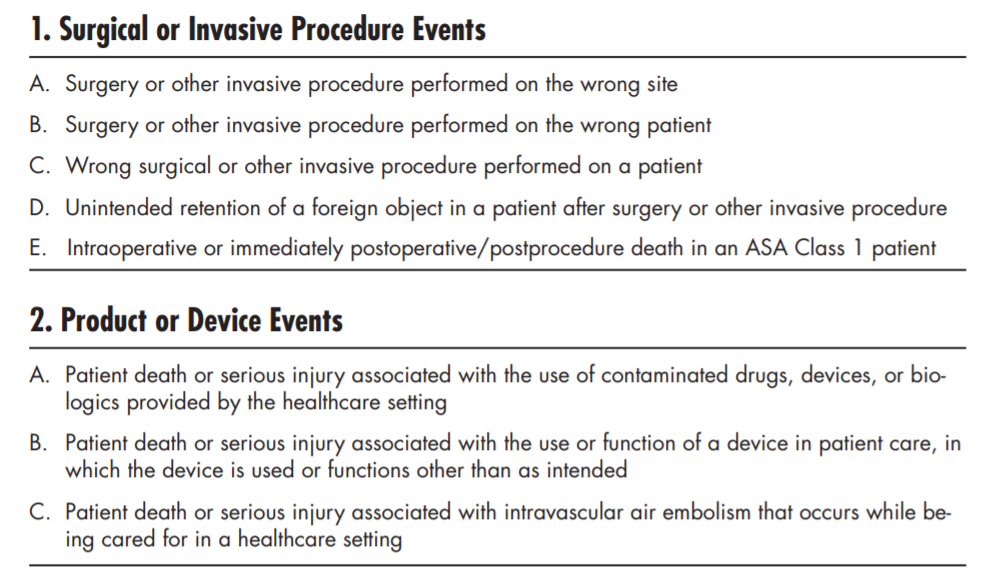 1. Surgical or Invasive Procedure Events
A. Surgery or other invasive procedure performed on the wrong site
B. Surgery or other invasive procedure performed on the wrong patient
C. Wrong surgical or other invasive procedure performed on a patient
D. Unintended retention of a foreign object in a patient after surgery or other invasive procedure
E. Intraoperative or immediately postoperative/postprocedure death in an ASA Class 1 patient
2. Product or Device Events
A. Patient death or serious injury associated with the use of contaminated drugs, devices, or bio-
logics provided by the healthcare setting
B. Patient death or serious injury associated with the use or function of a device in patient care, in
which the device is used or functions other than as intended
C. Patient death or serious injury associated with intravascular air embolism that occurs while be-
ing cared for in a healthcare setting